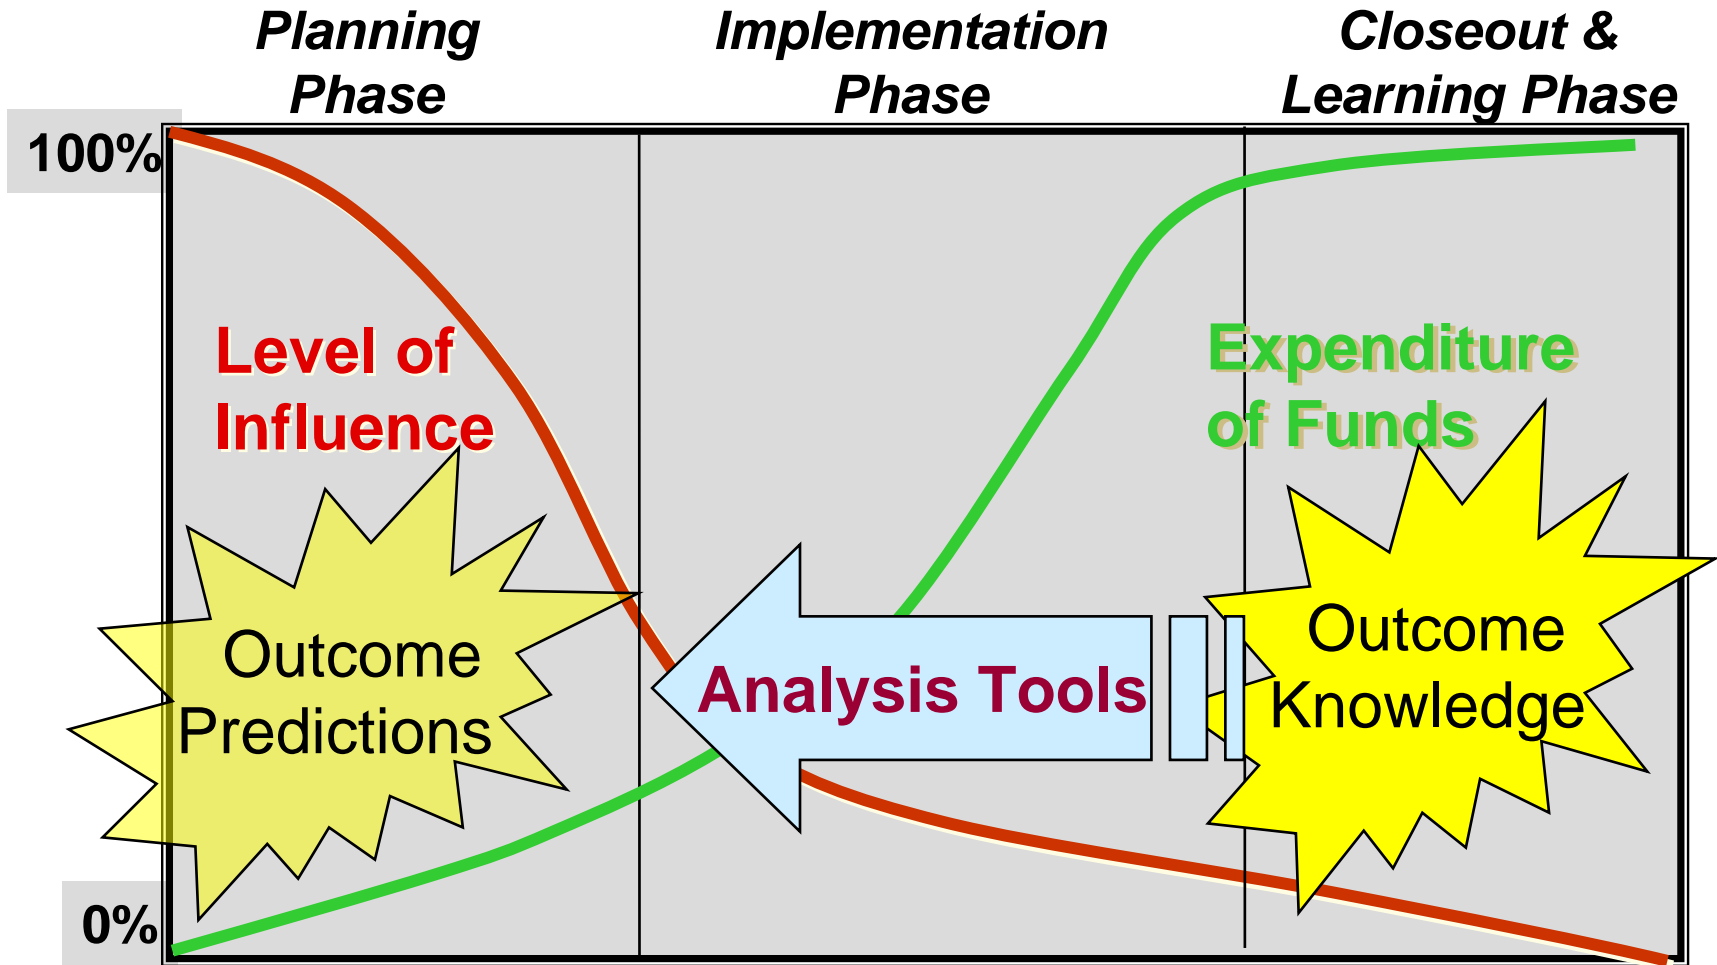 Planning
Phase
Implementation
Phase
Closeout &
Learning Phase
100%
Level of
Influence
Expenditure
of Funds
Outcome
Predictions
Analysis Tools
Outcome
Knowledge
0%